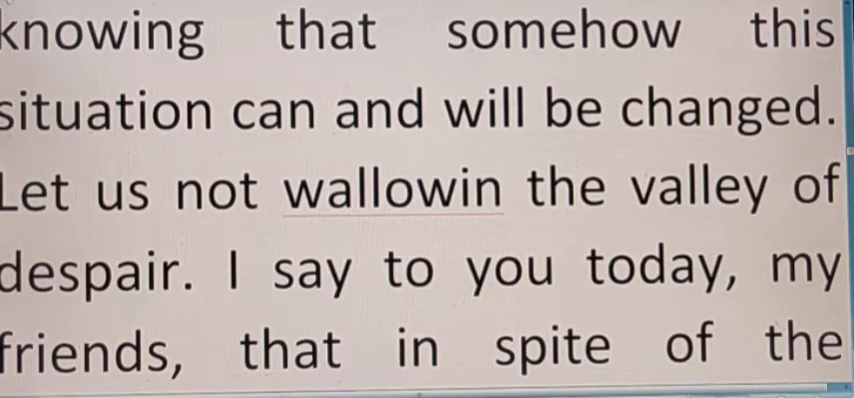 knowing that somehow this
situation can and will be changed.
Let us not wallowin the valley of
despair. I say to you today, my
friends, that in spite of the